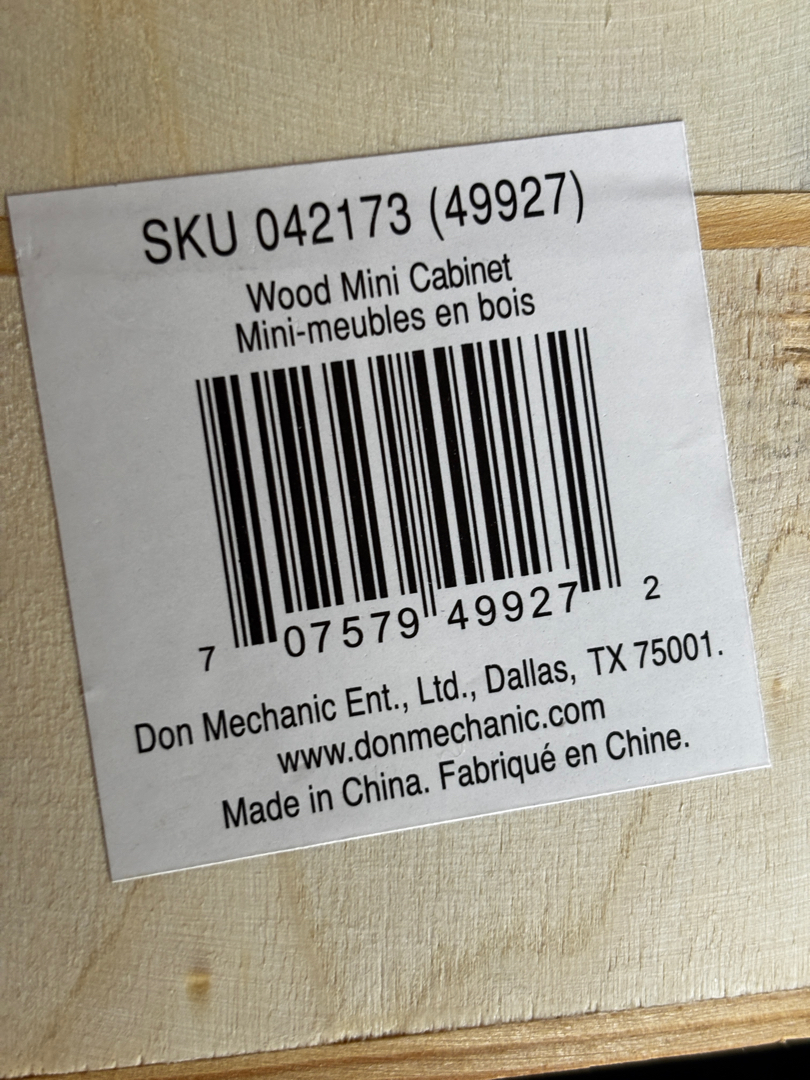 SKU 042173 (49927)
Wood Mini Cabinet
Mini-meubles en bois
7 07579 49927 2
Don Mechanic Ent., Ltd., Dallas, TX 75001.
www.donmechanic.com
Made in China. Fabriqué en Chine.